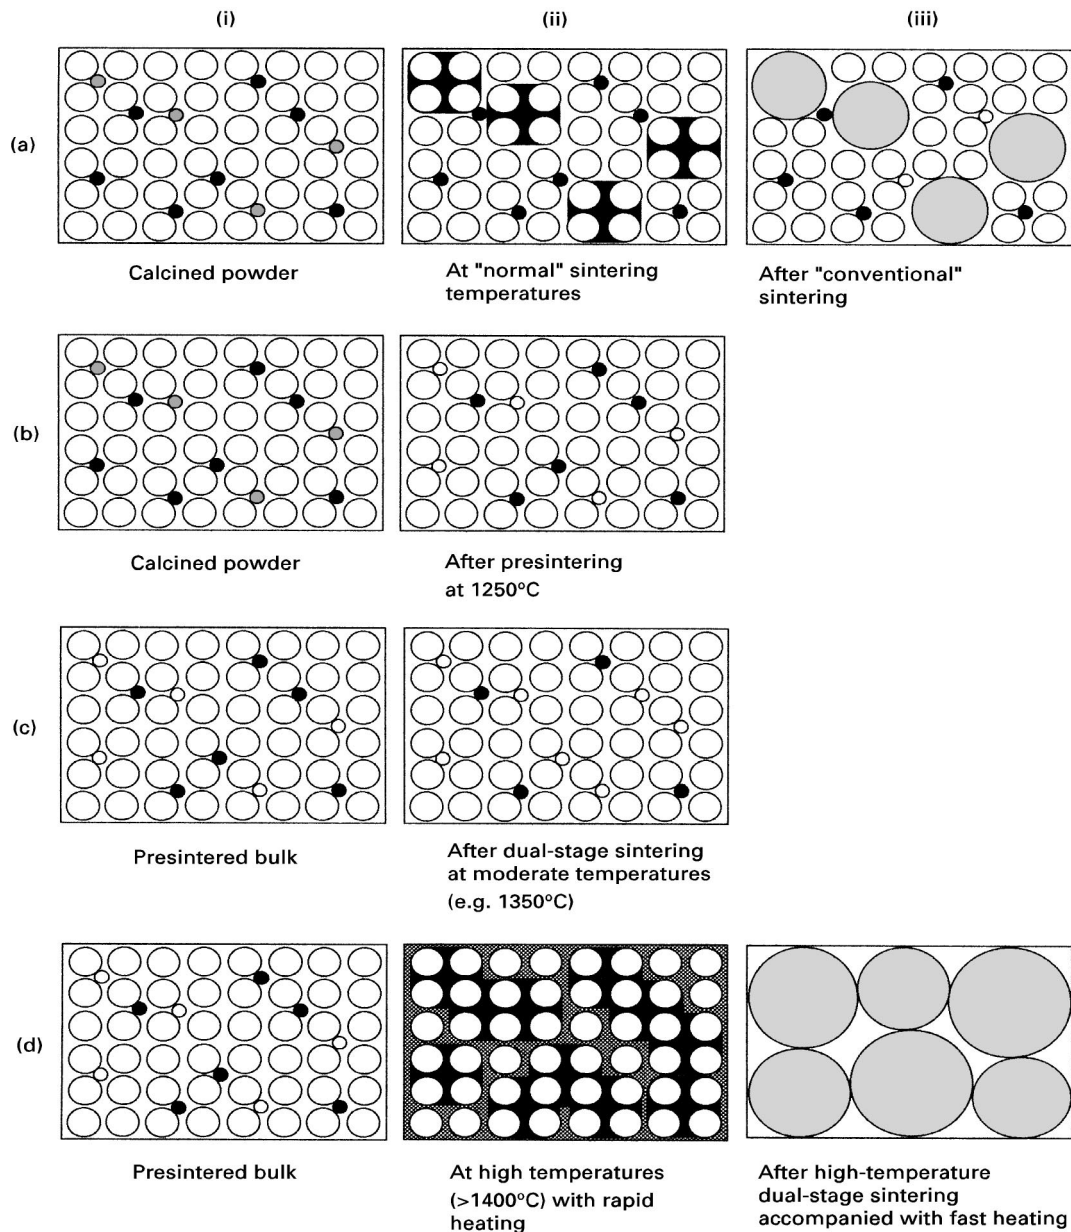 (i)
(ii)
(iii)
(a)
Calcined powder
At "normal" sintering
temperatures
After "conventional"
sintering
(b)
Calcined powder
After presintering
at 1250°C
(c)
Presintered bulk
After dual-stage sintering
at moderate temperatures
(e.g. 1350°C)
(d)
Presintered bulk
At high temperatures
(>1400°C) with rapid
heating
After high-temperature
dual-stage sintering
accompanied with fast heating